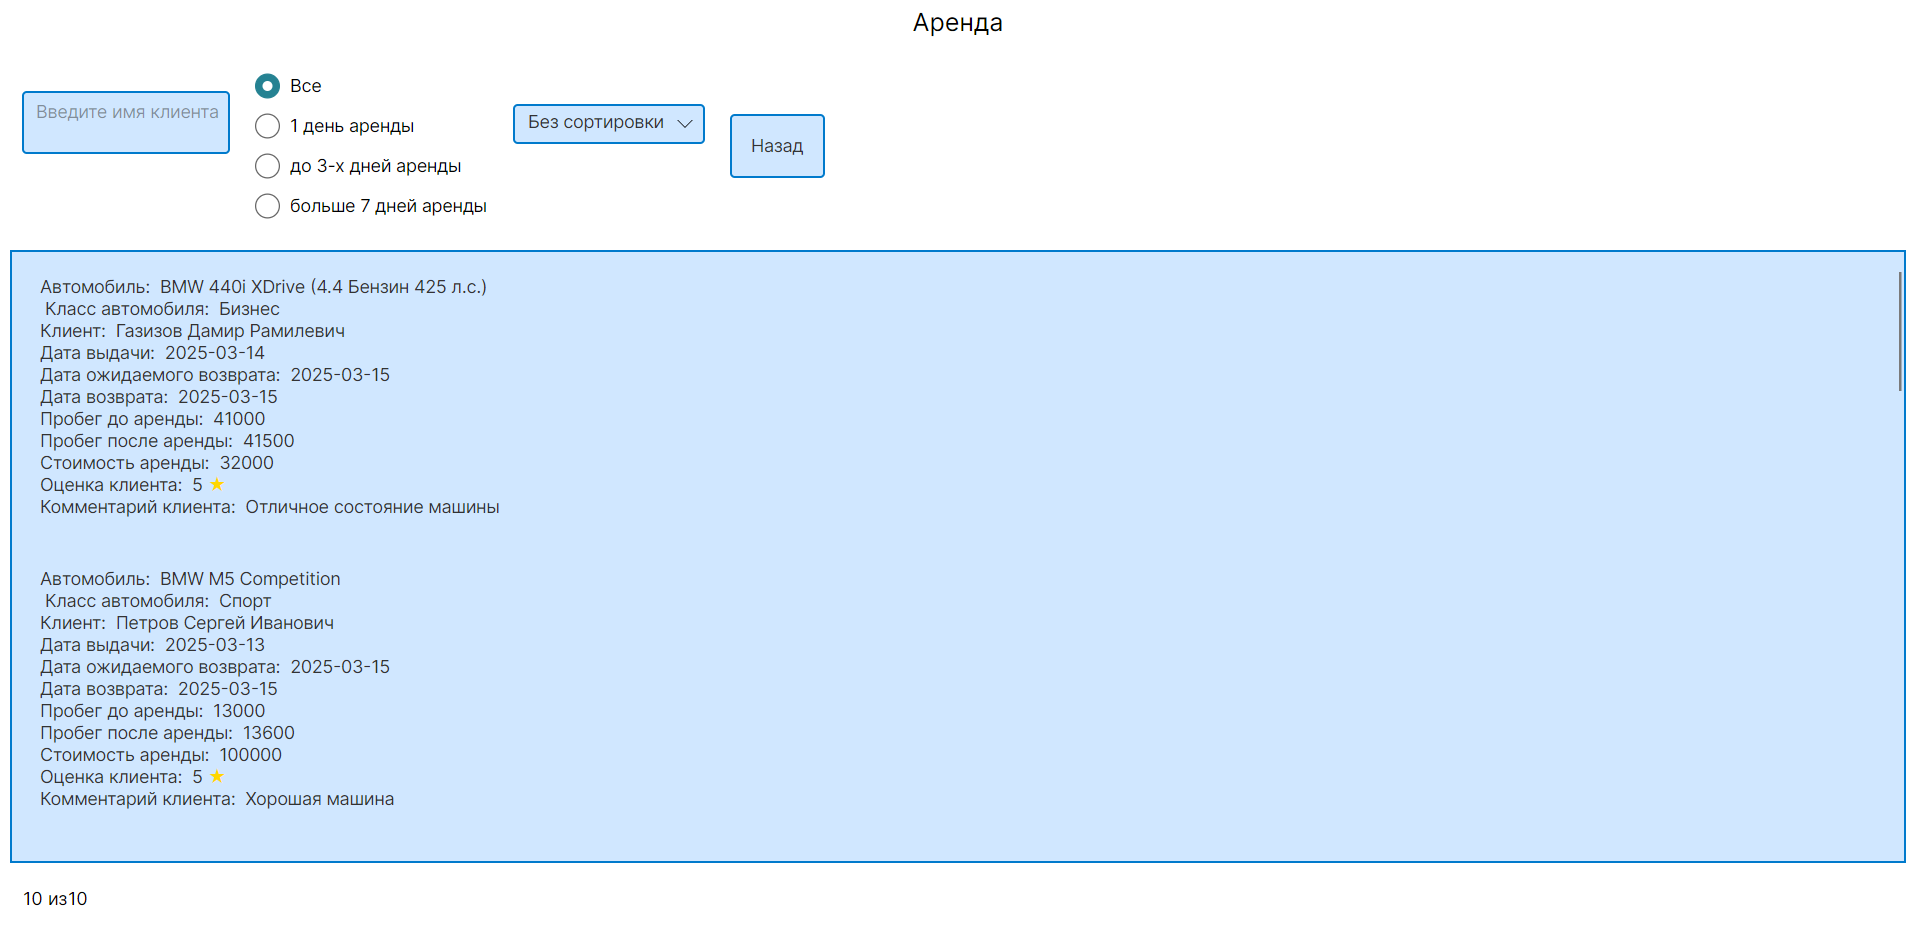 Аренда
Введите имя клиента
Все
1 день аренды
до 3-х дней аренды
больше 7 дней аренды
Без сортировки
Назад
Автомобиль: BMW 440i XDrive (4.4 Бензин 425 л.с.)
Класс автомобиля: Бизнес
Клиент: Газизов Дамир Рамилевич
Дата выдачи: 2025-03-14
Дата ожидаемого возврата: 2025-03-15
Дата возврата: 2025-03-15
Пробег до аренды: 41000
Пробег после аренды: 41500
Стоимость аренды: 32000
Оценка клиента: 5 ★
Комментарий клиента: Отличное состояние машины
Автомобиль: BMW M5 Competition
Класс автомобиля: Спорт
Клиент: Петров Сергей Иванович
Дата выдачи: 2025-03-13
Дата ожидаемого возврата: 2025-03-15
Дата возврата: 2025-03-15
Пробег до аренды: 13000
Пробег после аренды: 13600
Стоимость аренды: 100000
Оценка клиента: 5 ★
Комментарий клиента: Хорошая машина
10 из10